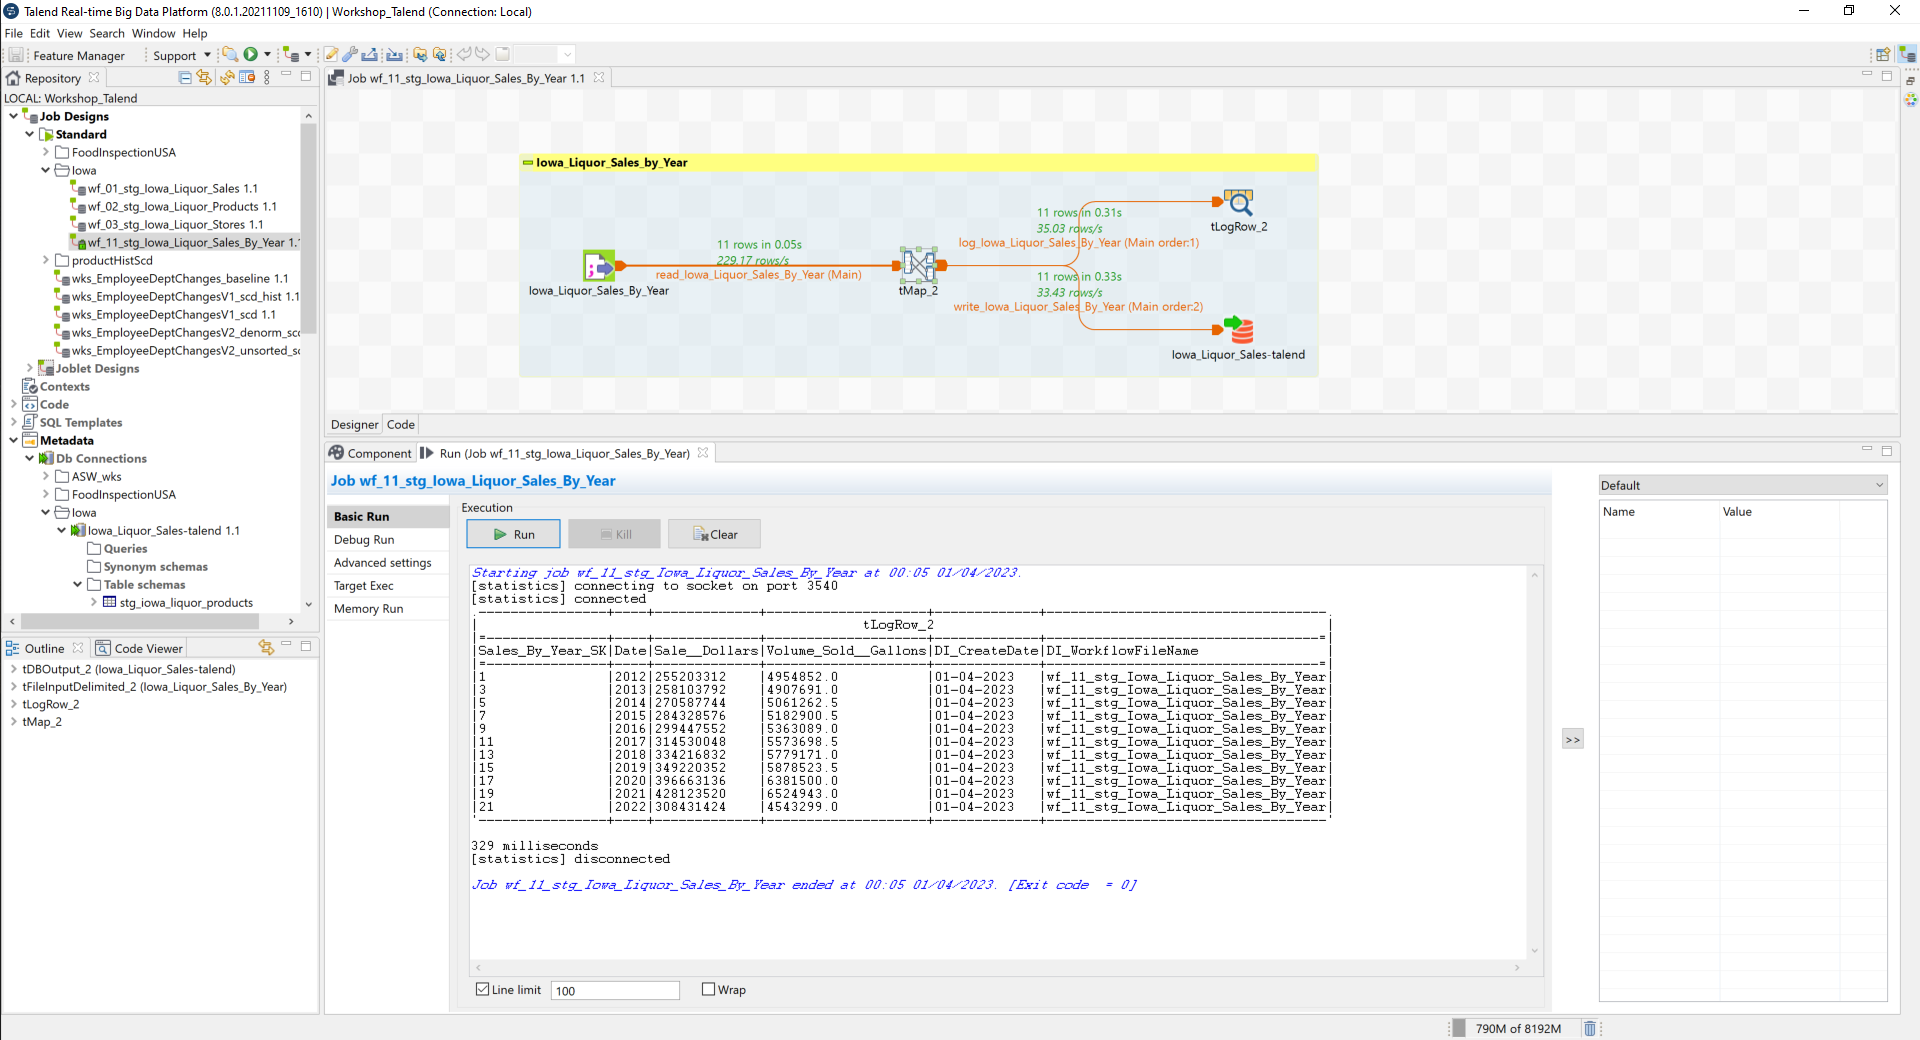 Talend Real-time Big Data Platform (8.0.1.20211109_1610) | Workshop_Talend (Connection: Local)
File Edit View Search Window Help
Feature Manager Support
Repository
LOCAL: Workshop_Talend
Job Designs
Standard
FoodInspectionUSA
Iowa
wf_01_stg_Iowa_Liquor_Sales 1.1
wf_02_stg_Iowa_Liquor_Products 1.1
wf_03_stg_Iowa_Liquor_Stores 1.1
wf_11_stg_Iowa_Liquor_Sales_By_Year 1.1
productHistScd
wks_EmployeeDeptChanges_baseline 1.1
wks_EmployeeDeptChangesV1_scd_hist 1.1
wks_EmployeeDeptChangesV1_scd 1.1
wks_EmployeeDeptChangesV2_denorm_scd
wks_EmployeeDeptChangesV2_unsorted_sc
Joblet Designs
Contexts
Code
SQL Templates
Metadata
Db Connections
ASW_wks
FoodInspectionUSA
Iowa
Iowa_Liquor_Sales-talend 1.1
Queries
Synonym schemas
Table schemas
stg_iowa_liquor_products
Outline Code Viewer
tDBOutput_2 (Iowa_Liquor_Sales-talend)
tFileInputDelimited_2 (Iowa_Liquor_Sales_By_Year)
tLogRow_2
tMap_2
Job wf_11_stg_Iowa_Liquor_Sales_By_Year 1.1
Iowa_Liquor_Sales_by_Year
11 rows in 0.05s
229.17 rows/s
read_Iowa_Liquor_Sales_By_Year (Main)
Iowa_Liquor_Sales_By_Year
tMap_2
11 rows in 0.31s
35.03 rows/s
log_Iowa_Liquor_Sales_By_Year (Main order:1)
tLogRow_2
11 rows in 0.33s
33.43 rows/s
write_Iowa_Liquor_Sales_By_Year (Main order:2)
Iowa_Liquor_Sales-talend
Designer Code
Component Run (Job wf_11_stg_Iowa_Liquor_Sales_By_Year)
Job wf_11_stg_Iowa_Liquor_Sales_By_Year
Basic Run
Debug Run
Advanced settings
Target Exec
Memory Run
Execution
Run Kill Clear
Starting job wf_11_stg_Iowa_Liquor_Sales_By_Year at 00:05 01/04/2023.
[statistics] connecting to socket on port 3540
[statistics] connected
tLogRow_2
Sales_By_Year_SK|Date|Sale__Dollars|Volume_Sold__Gallons|DI_CreateDate|DI_WorkflowFileName
1 |2012|255203312 |4954852.0 |01-04-2023 |wf_11_stg_Iowa_Liquor_Sales_By_Year|
3 |2013|258103792 |4907691.0 |01-04-2023 |wf_11_stg_Iowa_Liquor_Sales_By_Year|
5 |2014|270587744 |5061262.5 |01-04-2023 |wf_11_stg_Iowa_Liquor_Sales_By_Year|
7 |2015|284328576 |5182900.5 |01-04-2023 |wf_11_stg_Iowa_Liquor_Sales_By_Year|
9 |2016|299447552 |5363089.0 |01-04-2023 |wf_11_stg_Iowa_Liquor_Sales_By_Year|
11 |2017|314530048 |5573698.5 |01-04-2023 |wf_11_stg_Iowa_Liquor_Sales_By_Year|
13 |2018|334216832 |5779171.0 |01-04-2023 |wf_11_stg_Iowa_Liquor_Sales_By_Year|
15 |2019|349220352 |5878523.5 |01-04-2023 |wf_11_stg_Iowa_Liquor_Sales_By_Year|
17 |2020|396663136 |6381500.0 |01-04-2023 |wf_11_stg_Iowa_Liquor_Sales_By_Year|
19 |2021|428123520 |6524943.0 |01-04-2023 |wf_11_stg_Iowa_Liquor_Sales_By_Year|
21 |2022|308431424 |4543299.0 |01-04-2023 |wf_11_stg_Iowa_Liquor_Sales_By_Year|
329 milliseconds
[statistics] disconnected
Job wf_11_stg_Iowa_Liquor_Sales_By_Year ended at 00:05 01/04/2023. [Exit code = 0]
Line limit 100 Wrap
>>
Default
Name Value
790M of 8192M